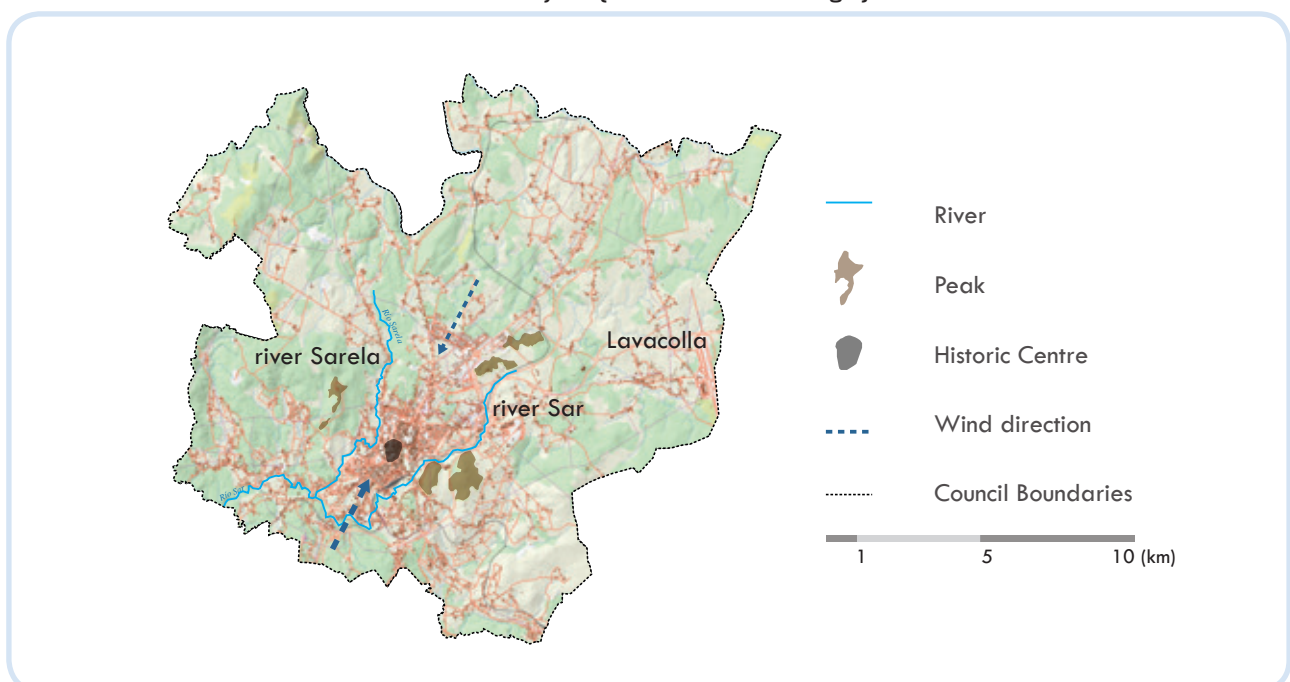 Río Sarela
river Sarela
Lavacolla
river Sar
Río Sar
River
Peak
Historic Centre
Wind direction
Council Boundaries
1 5 10 (km)